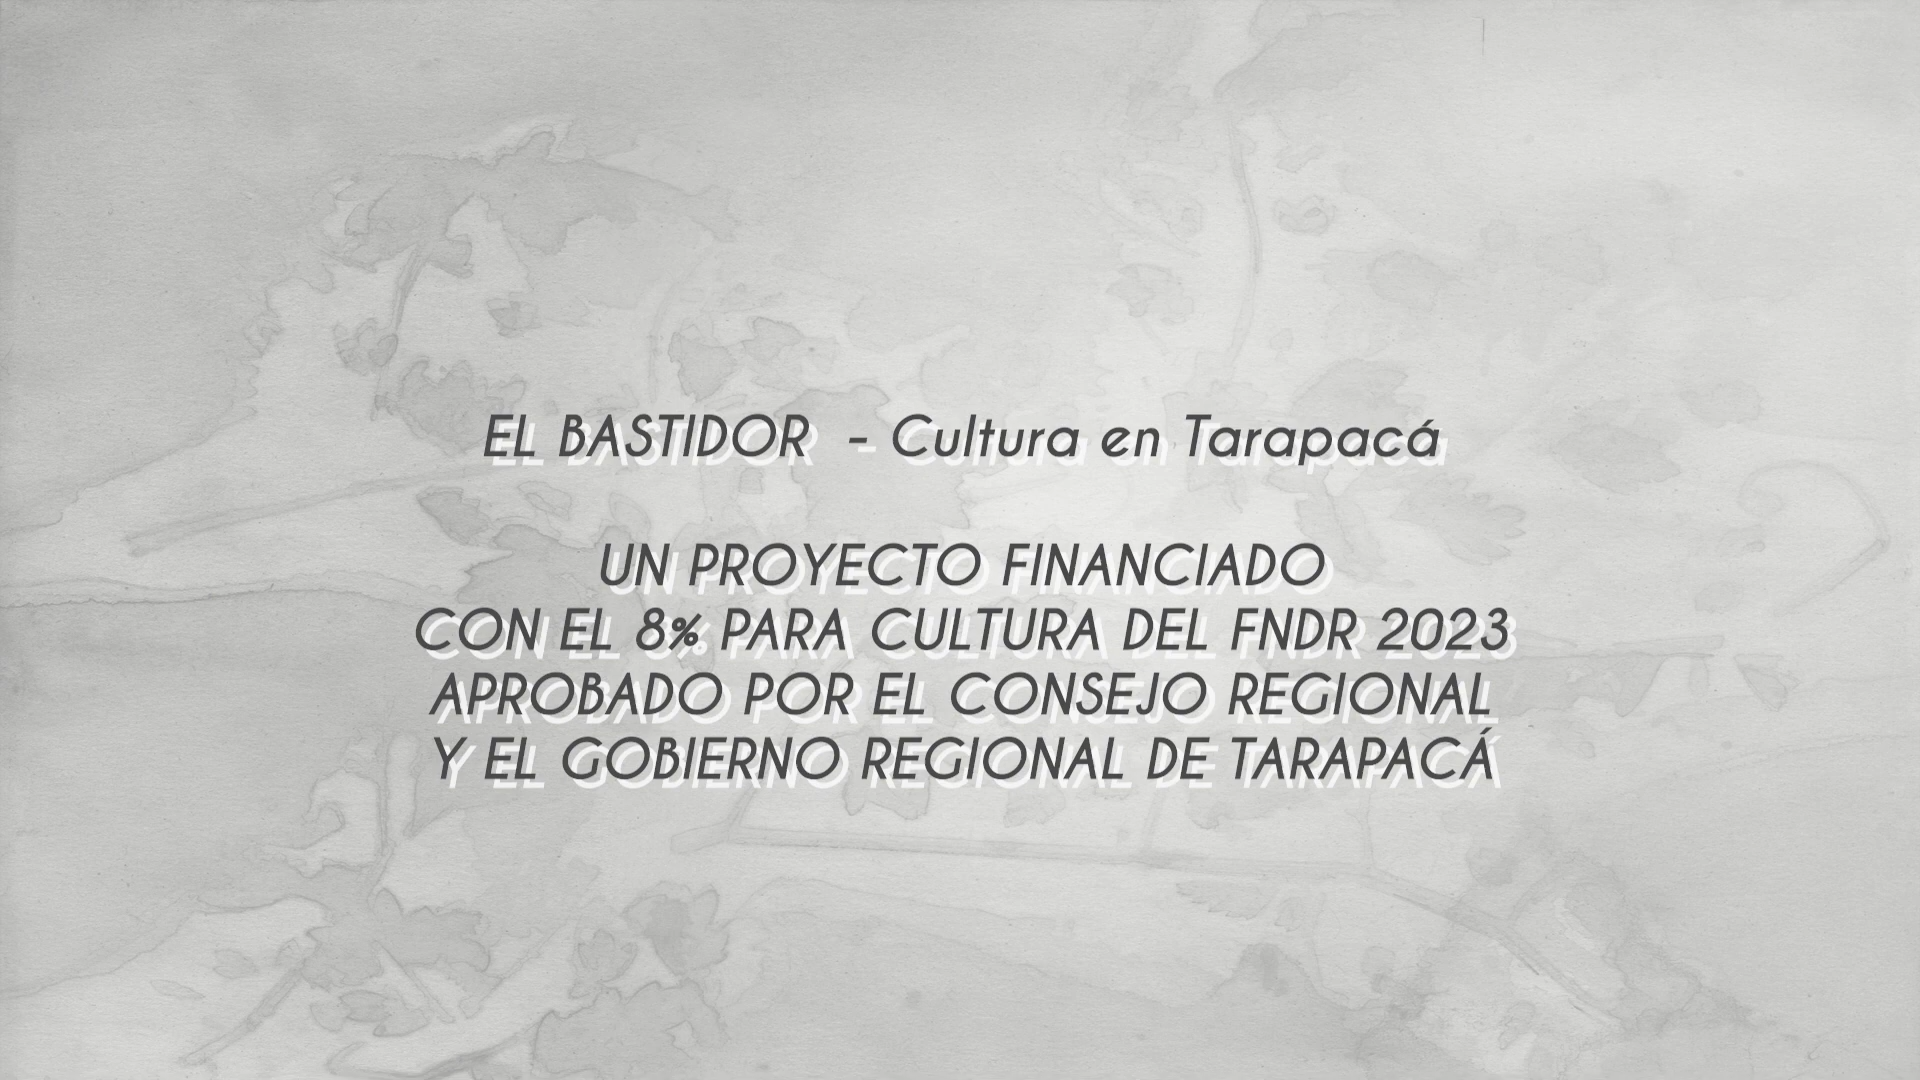 EL BASTIDOR - Cultura en Tarapacá
UN PROYECTO FINANCIADO
CON EL 8% PARA CULTURA DEL FNDR 2023
APROBADO POR EL CONSEJO REGIONAL
Y EL GOBIERNO REGIONAL DE TARAPACÁ